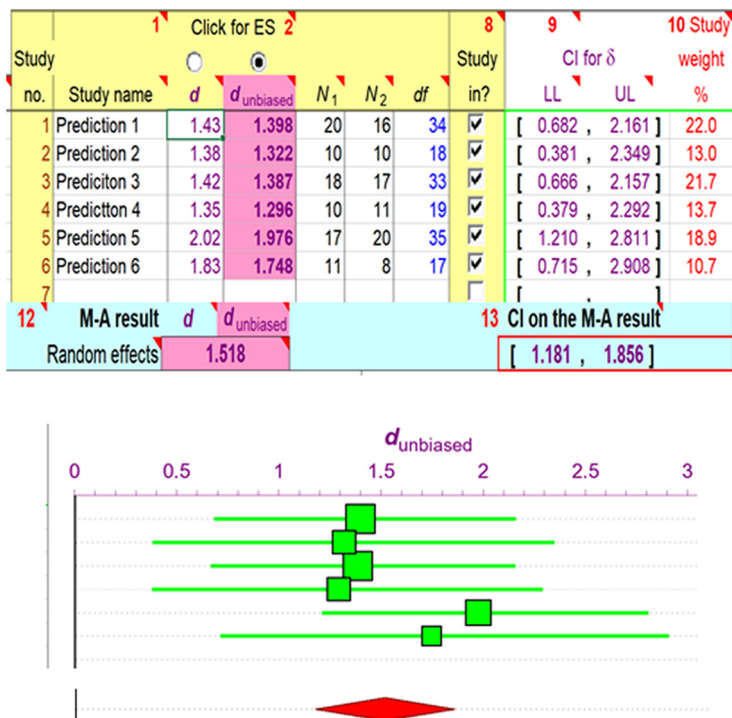 1 Click for ES 2 8 9 10 Study
Study Study CI for δ weight
no. Study name d dunbiased N1 N2 df in? LL UL %
1 Prediction 1 1.43 1.398 20 16 34 [ 0.682 , 2.161 ] 22.0
2 Prediction 2 1.38 1.322 10 10 18 [ 0.381 , 2.349 ] 13.0
3 Prediciton 3 1.42 1.387 18 17 33 [ 0.666 , 2.157 ] 21.7
4 Predictton 4 1.35 1.296 10 11 19 [ 0.379 , 2.292 ] 13.7
5 Prediction 5 2.02 1.976 17 20 35 [ 1.210 , 2.811 ] 18.9
6 Prediction 6 1.83 1.748 11 8 17 [ 0.715 , 2.908 ] 10.7
7 [ , ]
12 M-A result d dunbiased 13 CI on the M-A result
Random effects 1.518 [ 1.181 , 1.856 ]
dunbiased
0 0.5 1 1.5 2 2.5 3